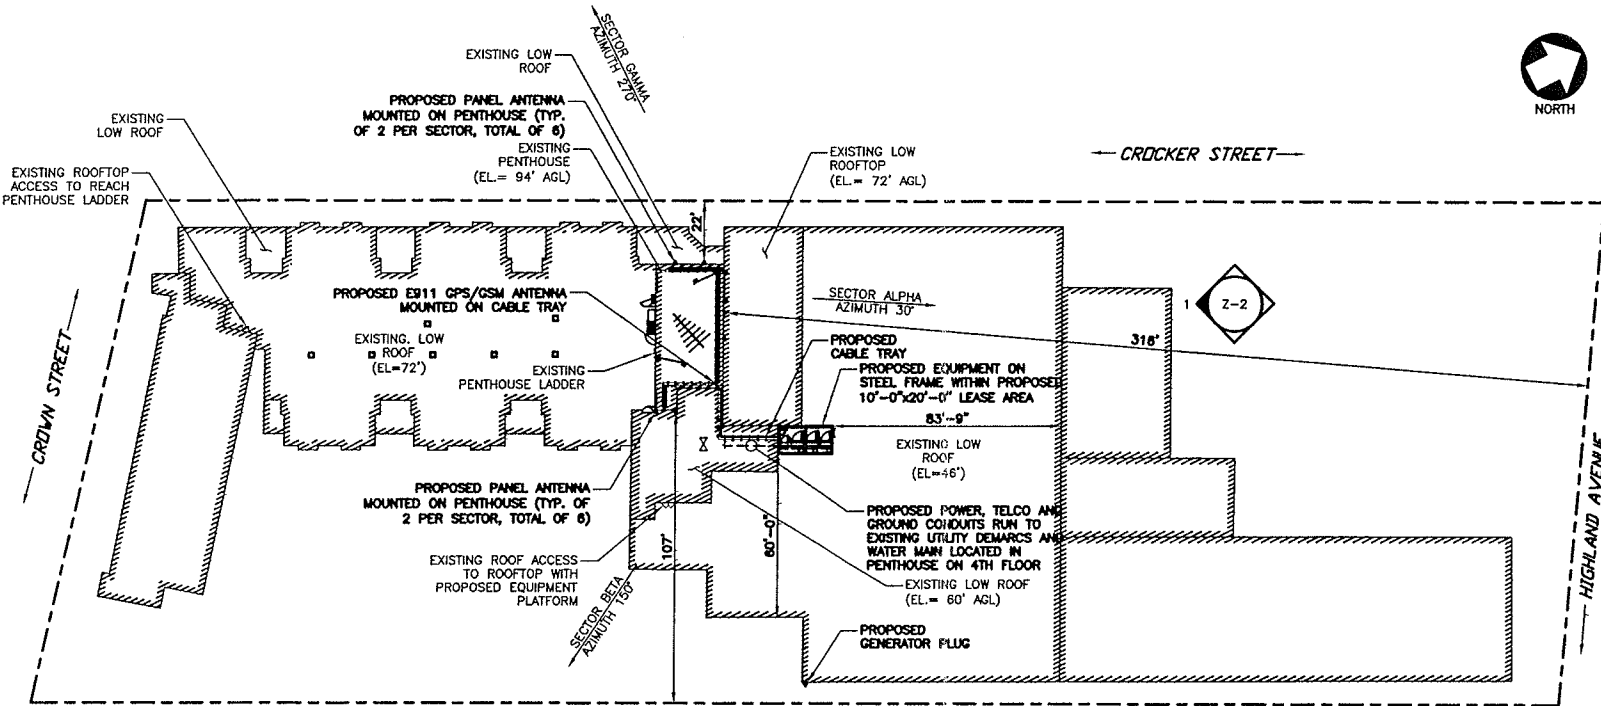 SECTOR GAMMA
AZIMUTH 270°
EXISTING LOW
ROOF
PROPOSED PANEL ANTENNA
MOUNTED ON PENTHOUSE (TYP.
OF 2 PER SECTOR, TOTAL OF 6)
EXISTING
PENTHOUSE
(EL.= 94' AGL)
EXISTING
LOW ROOF
EXISTING ROOFTOP
ACCESS TO REACH
PENTHOUSE LADDER
EXISTING LOW
ROOFTOP
(EL.= 72' AGL)
CROCKER STREET
NORTH
22'
PROPOSED E911 GPS/GSM ANTENNA
MOUNTED ON CABLE TRAY
SECTOR ALPHA
AZIMUTH 30°
1
Z-2
318'
EXISTING. LOW
ROOF
(EL=72')
EXISTING
PENTHOUSE LADDER
PROPOSED
CABLE TRAY
PROPOSED EQUIPMENT ON
STEEL FRAME WITHIN PROPOSED
10'-0"x20'-0" LEASE AREA
83'-9"
CROWN STREET
EXISTING LOW
ROOF
(EL=46')
PROPOSED PANEL ANTENNA
MOUNTED ON PENTHOUSE (TYP. OF
2 PER SECTOR, TOTAL OF 6)
PROPOSED POWER, TELCO AND
GROUND CONDUITS RUN TO
EXISTING UTILITY DEMARCS AND
WATER MAIN LOCATED IN
PENTHOUSE ON 4TH FLOOR
107'
60'-0"
EXISTING ROOF ACCESS
TO ROOFTOP WITH
PROPOSED EQUIPMENT
PLATFORM
EXISTING LOW ROOF
(EL.= 60' AGL)
SECTOR BETA
AZIMUTH 150°
PROPOSED
GENERATOR PLUG
HIGHLAND AVENUE